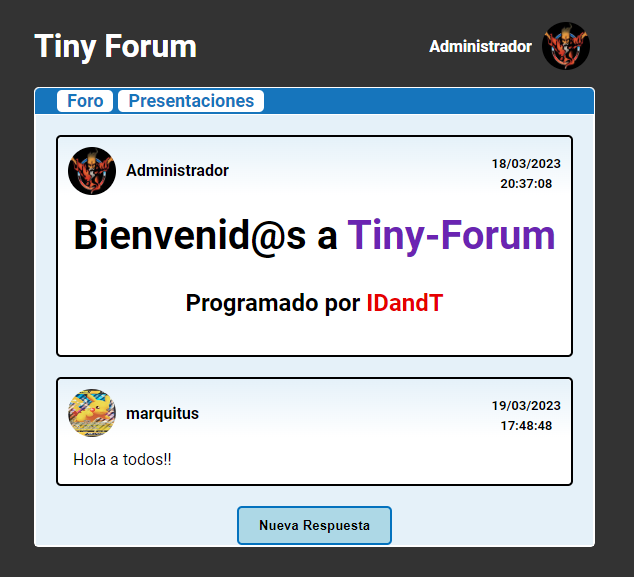 Tiny Forum
Administrador
Foro
Presentaciones
Administrador
18/03/2023
20:37:08
Bienvenid@s a Tiny-Forum
Programado por IDandT
marquitus
19/03/2023
17:48:48
Hola a todos!!
Nueva Respuesta